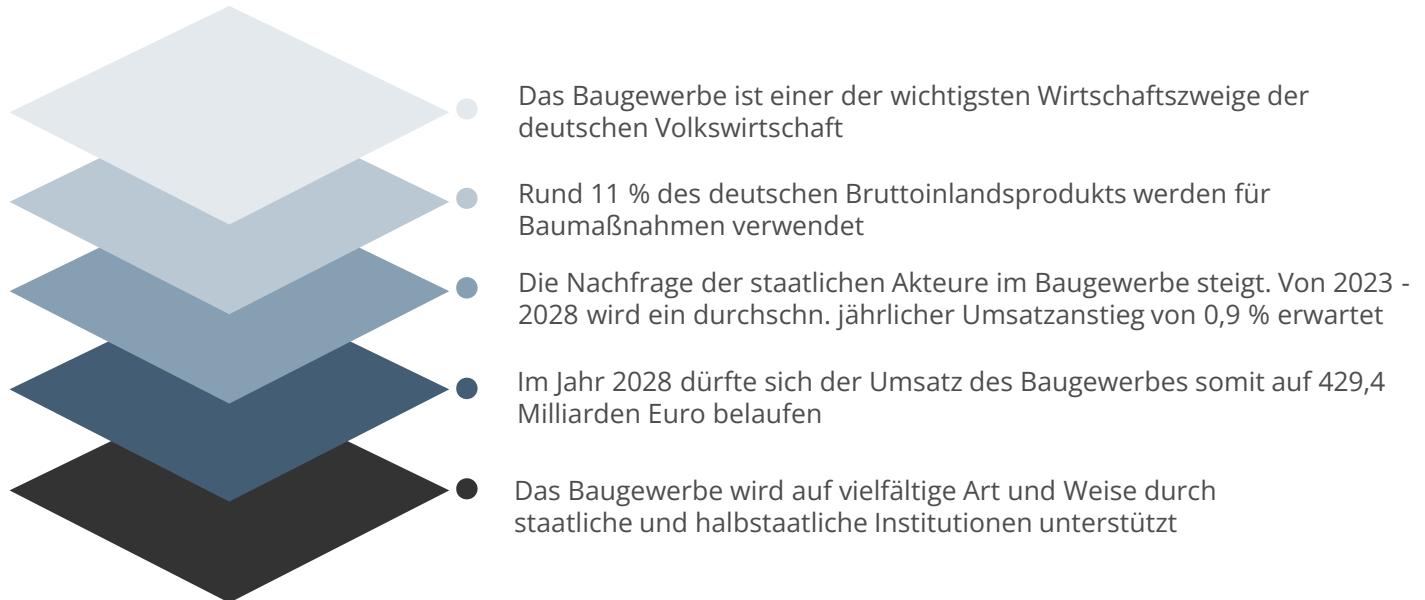 Das Baugewerbe ist einer der wichtigsten Wirtschaftszweige der
deutschen Volkswirtschaft
Rund 11 % des deutschen Bruttoinlandsprodukts werden für
Baumaßnahmen verwendet
Die Nachfrage der staatlichen Akteure im Baugewerbe steigt. Von 2023 -
2028 wird ein durchschn. jährlicher Umsatzanstieg von 0,9 % erwartet
Im Jahr 2028 dürfte sich der Umsatz des Baugewerbes somit auf 429,4
Milliarden Euro belaufen
Das Baugewerbe wird auf vielfältige Art und Weise durch
staatliche und halbstaatliche Institutionen unterstützt